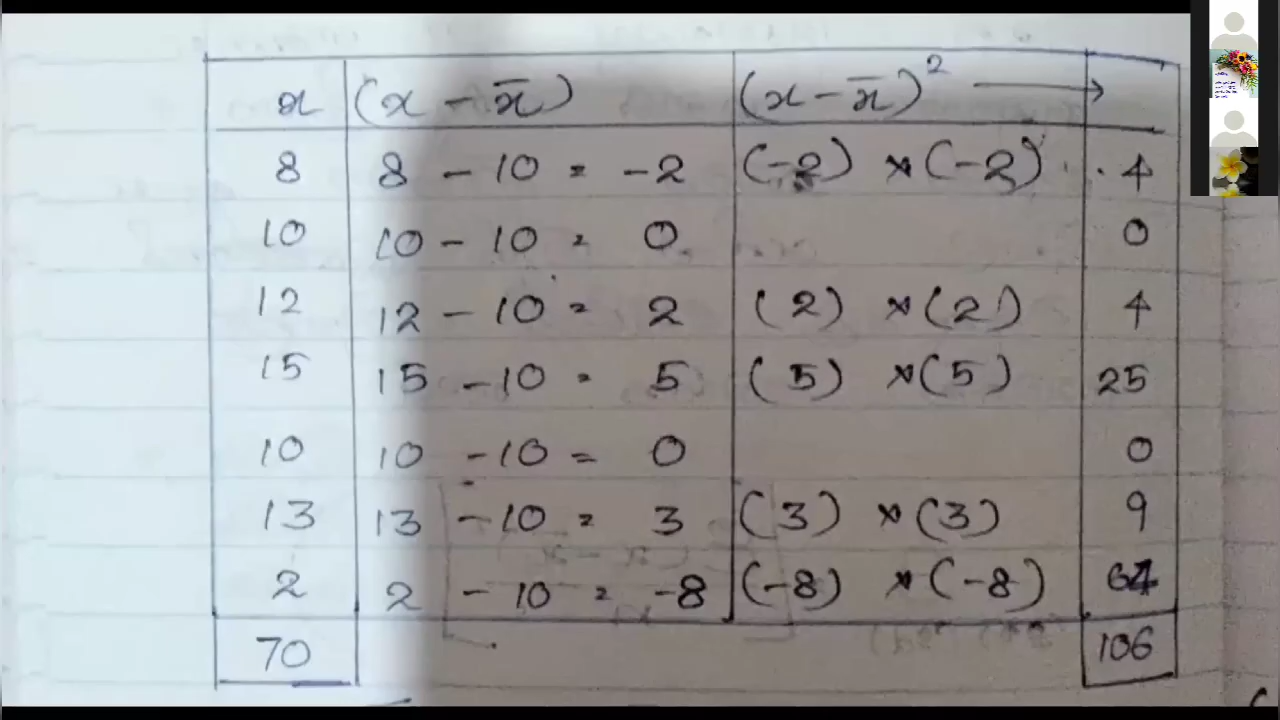 x (x - x̄) (x - x̄)² →
8 8 - 10 = -2 (-2) × (-2) 4
10 10 - 10 = 0 0
12 12 - 10 = 2 (2) × (2) 4
15 15 - 10 = 5 (5) × (5) 25
10 10 - 10 = 0 0
13 13 - 10 = 3 (3) × (3) 9
2 2 - 10 = -8 (-8) × (-8) 64
70 106